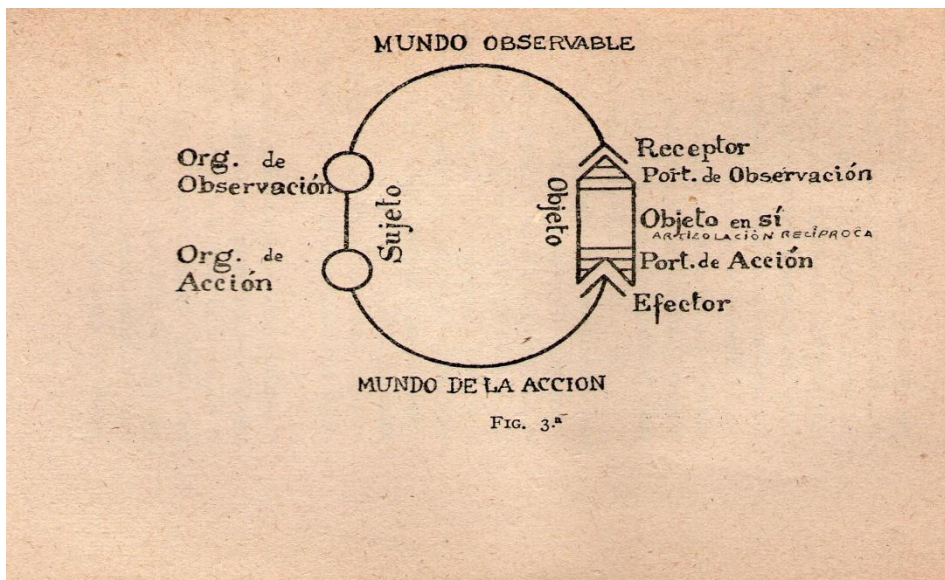 MUNDO OBSERVABLE
Org. de
Observación
Sujeto
Org. de
Acción
Objeto
Receptor
Port. de Observación
Objeto en sí
ARTICOLACIÓN RECÍPROCA
Port. de Acción
Efector
MUNDO DE LA ACCION
FIG. 3.ª